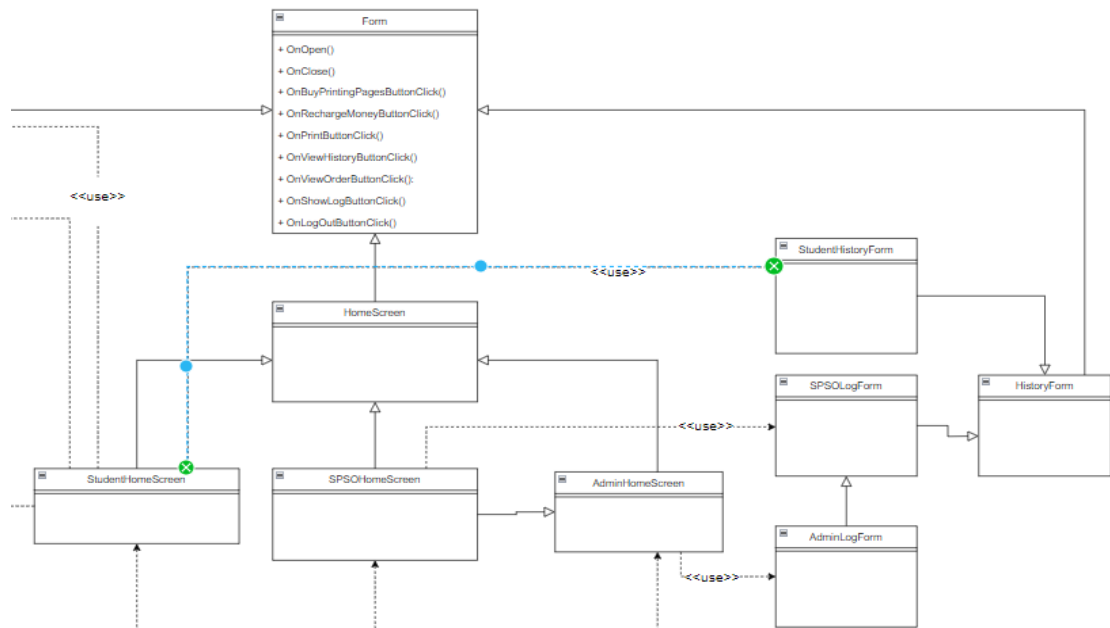 Form
+ OnOpen()
+ OnClose()
+ OnBuyPrintingPagesButtonClick()
+ OnRechargeMoneyButtonClick()
+ OnPrintButtonClick()
+ OnViewHistoryButtonClick()
+ OnViewOrderButtonClick():
+ OnShowLogButtonClick()
+ OnLogOutButtonClick()
<<use>>
StudentHistoryForm
<<use>>
HomeScreen
SPSOLogForm
HistoryForm
<<use>>
StudentHomeScreen
SPSOHomeScreen
AdminHomeScreen
AdminLogForm
<<use>>